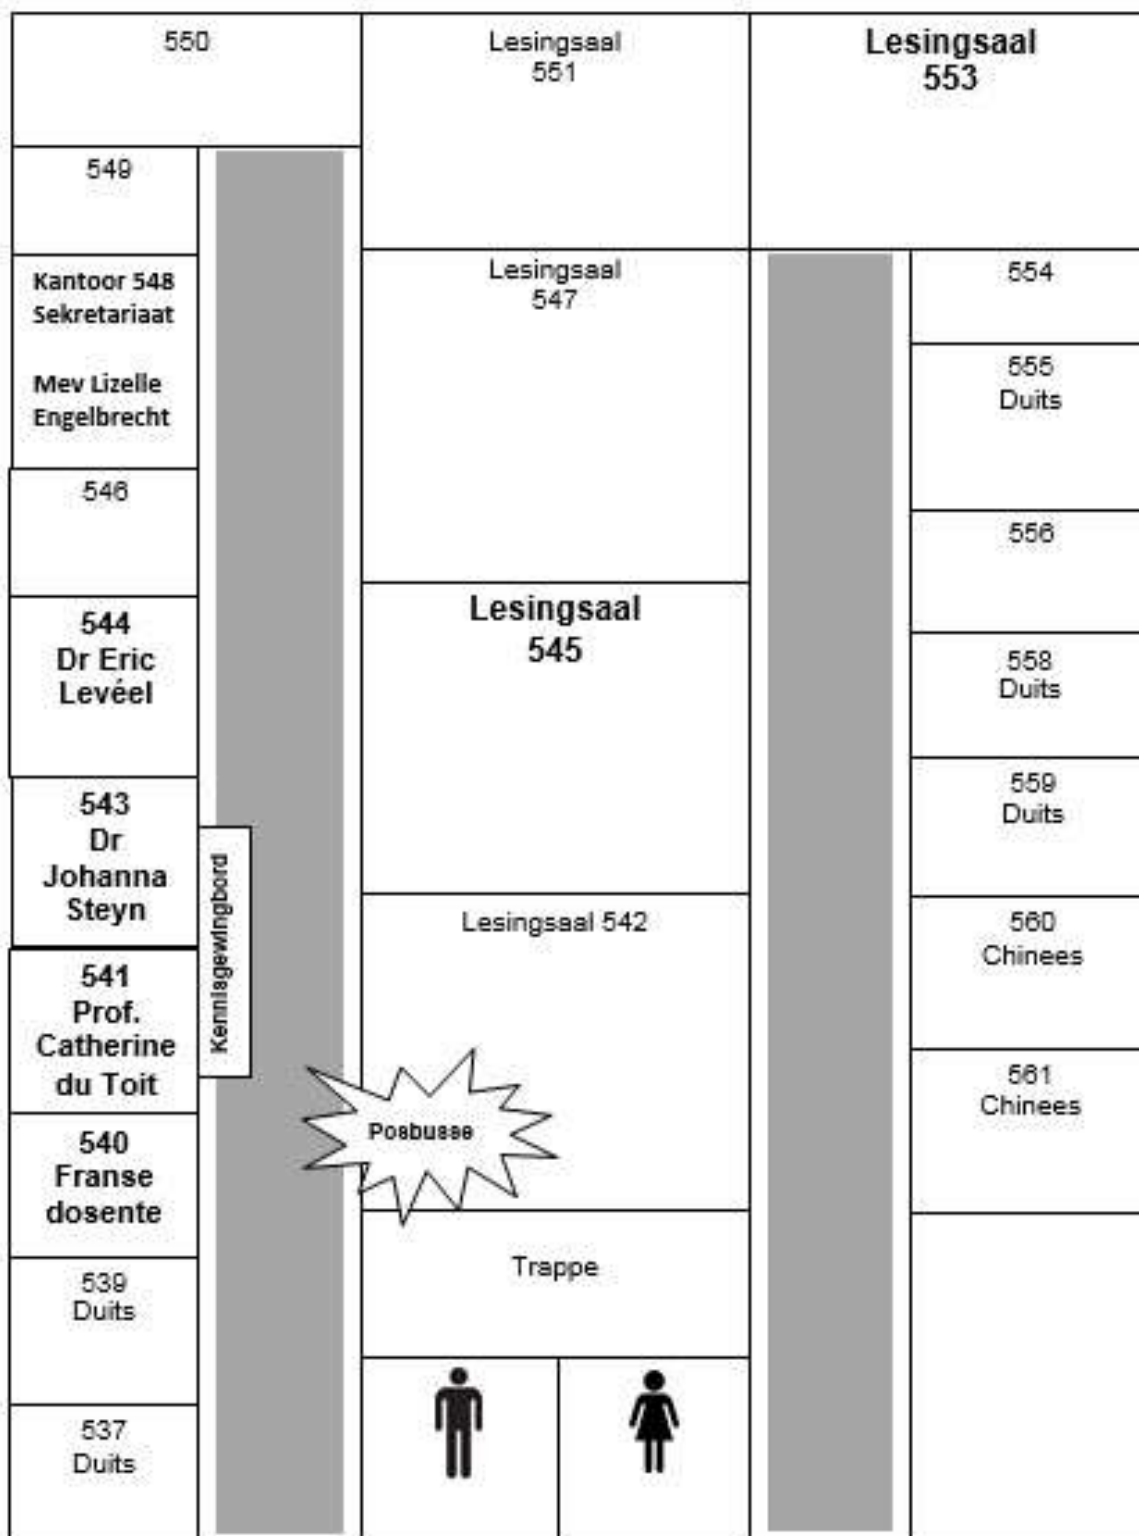 550
Lesingsaal
551
Lesingsaal
553
549
Kantoor 548
Sekretariaat
Mev Lizelle
Engelbrecht
546
544
Dr Eric
Levéel
543
Dr
Johanna
Steyn
541
Prof.
Catherine
du Toit
540
Franse
dosente
539
Duits
537
Duits
Kennisgewingbord
Lesingsaal
547
Lesingsaal
545
Lesingsaal 542
Posbusse
Trappe
554
555
Duits
556
558
Duits
559
Duits
560
Chinees
561
Chinees